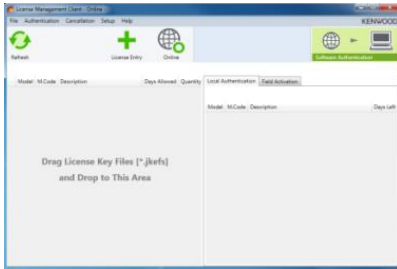 License Management Client - Online
File Authentication Cancellation Setup Help
KENWOOD
Refresh
License Entry
Online
Software Authentication
Model M.Code Description Days Allowed Quantity
Local Authentication Field Activation
Model M.Code Description Days Left
Drag License Key Files (*.jkefs)
and Drop to This Area